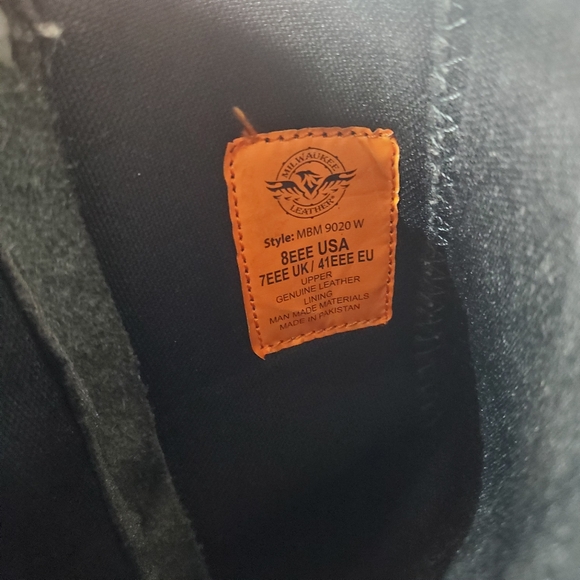 MILWAUKEE
LEATHER
Style: MBM 9020 W
8EEE USA
7EEE UK / 41EEE EU
UPPER
GENUINE LEATHER
LINING
MAN MADE MATERIALS
MADE IN PAKISTAN